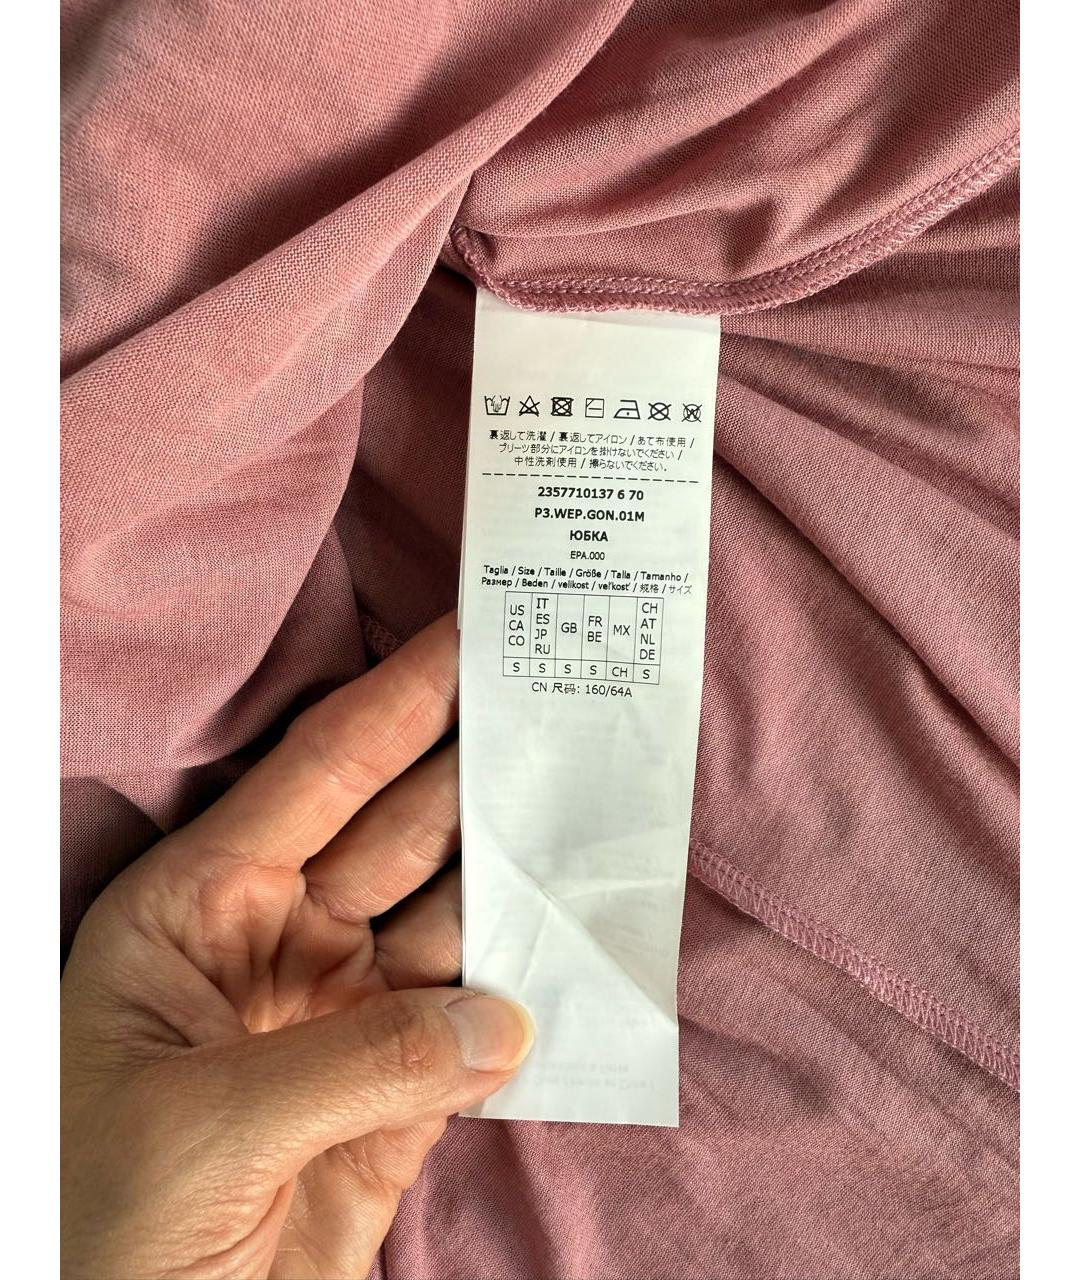 裏返して洗濯 / 裏返してアイロン / あて布使用 /
プリーツ部分にアイロンを掛けないでください /
中性洗剤使用 / 擦らないでください。
2357710137 6 70
P3.WEP.GON.01M
ЮБКА
EPA.000
Taglia / Size / Taille / Größe / Talla / Tamanho /
Размер / Beden / velikost / veľkosť / 规格 / サイズ
US CA CO IT ES JP RU GB FR BE MX CH AT NL DE
S S S S CH S
CN 尺码: 160/64A